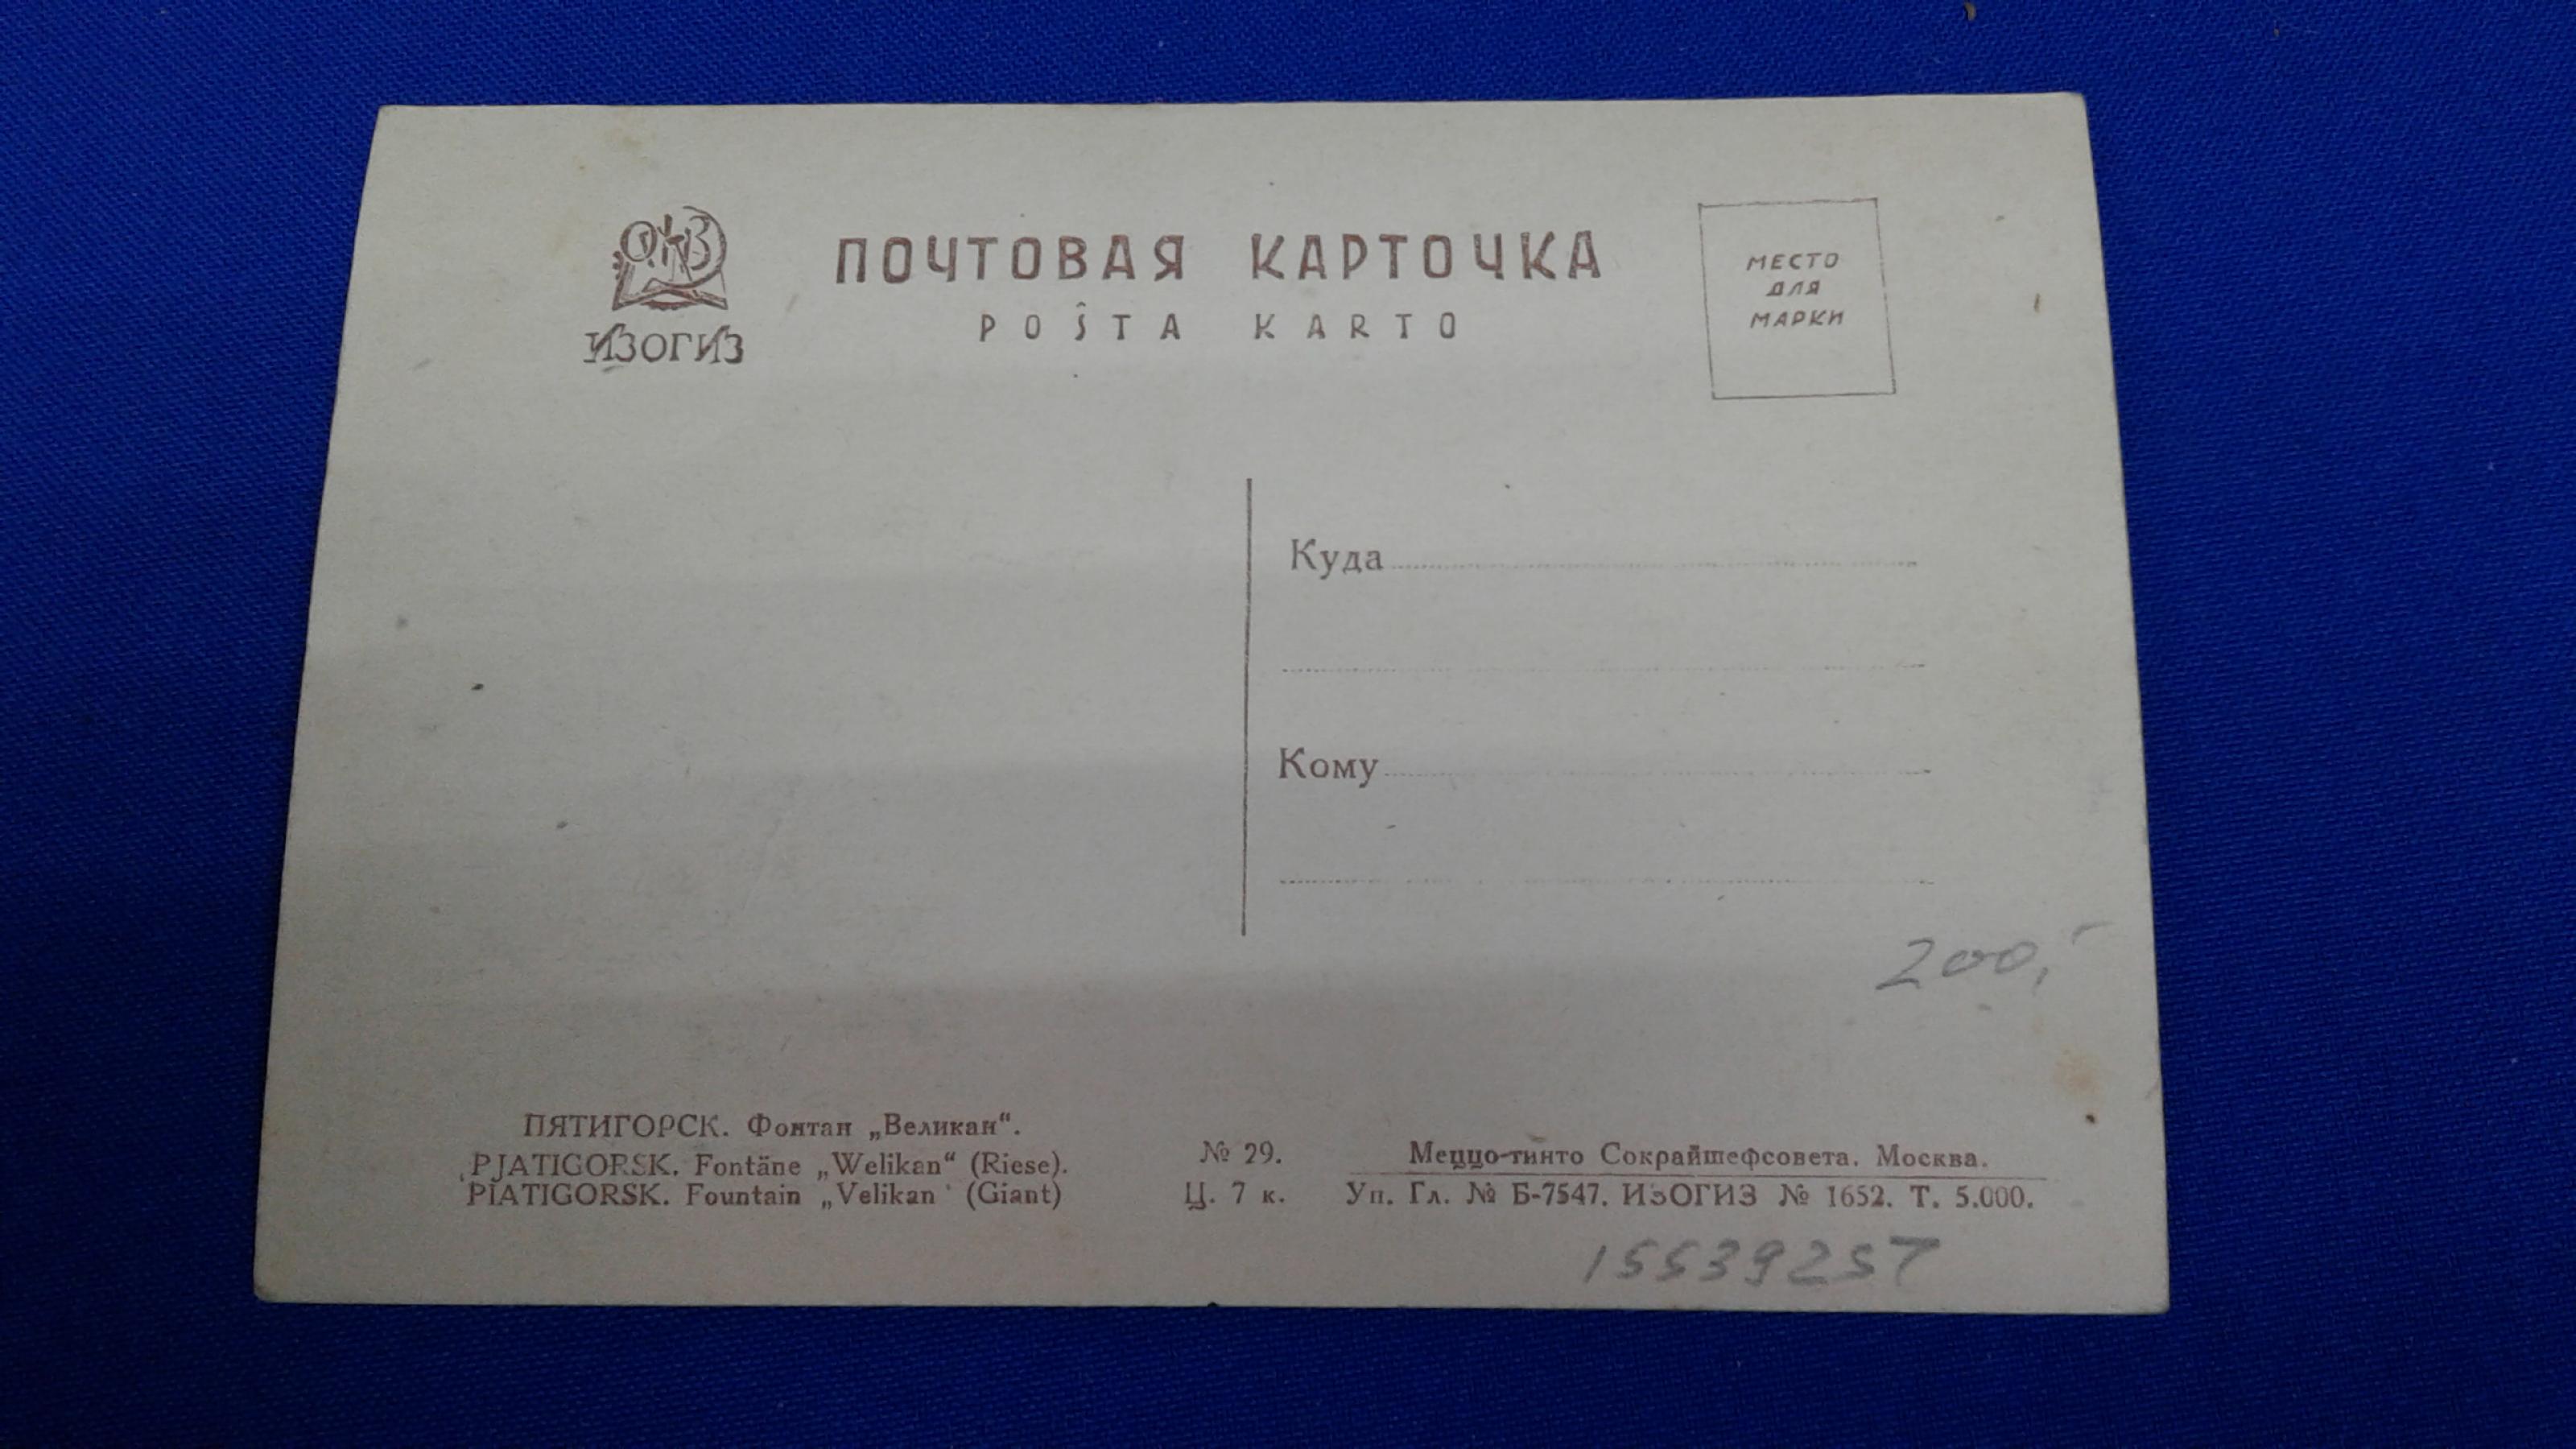 ОГИЗ
ИЗОГИЗ
ПОЧТОВАЯ КАРТОЧКА
POŜTA KARTO
МЕСТО
ДЛЯ
МАРКИ
Куда
Кому
200,-
ПЯТИГОРСК. Фонтан „Великан“.
PJATIGORSK. Fontäne „Welikan“ (Riese).
PIATIGORSK. Fountain „Velikan‘ (Giant)
№ 29.
Ц. 7 к.
Меццо-тинто Сокрайшефсовета. Москва.
Уп. Гл. № Б-7547. ИЗОГИЗ № 1652. Т. 5.000.
15539257